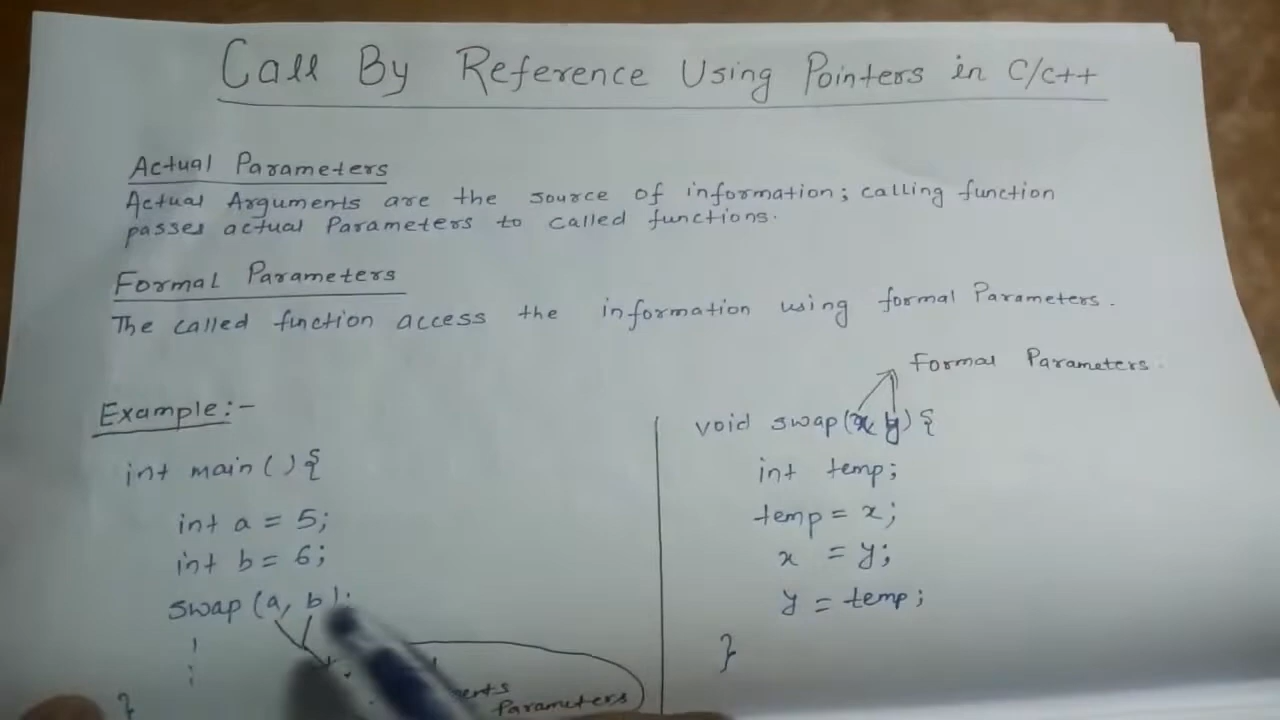 Call By Reference Using Pointers in C/C++
Actual Parameters
Actual Arguments are the source of information; calling function
passes actual Parameters to called functions.
Formal Parameters
The called function access the information using formal Parameters.
Formal Parameters
Example:-
int main() {
int a = 5;
int b = 6;
swap (a, b);
}
Parameters
void swap(x y) {
int temp;
temp = x;
x = y;
y = temp;
}